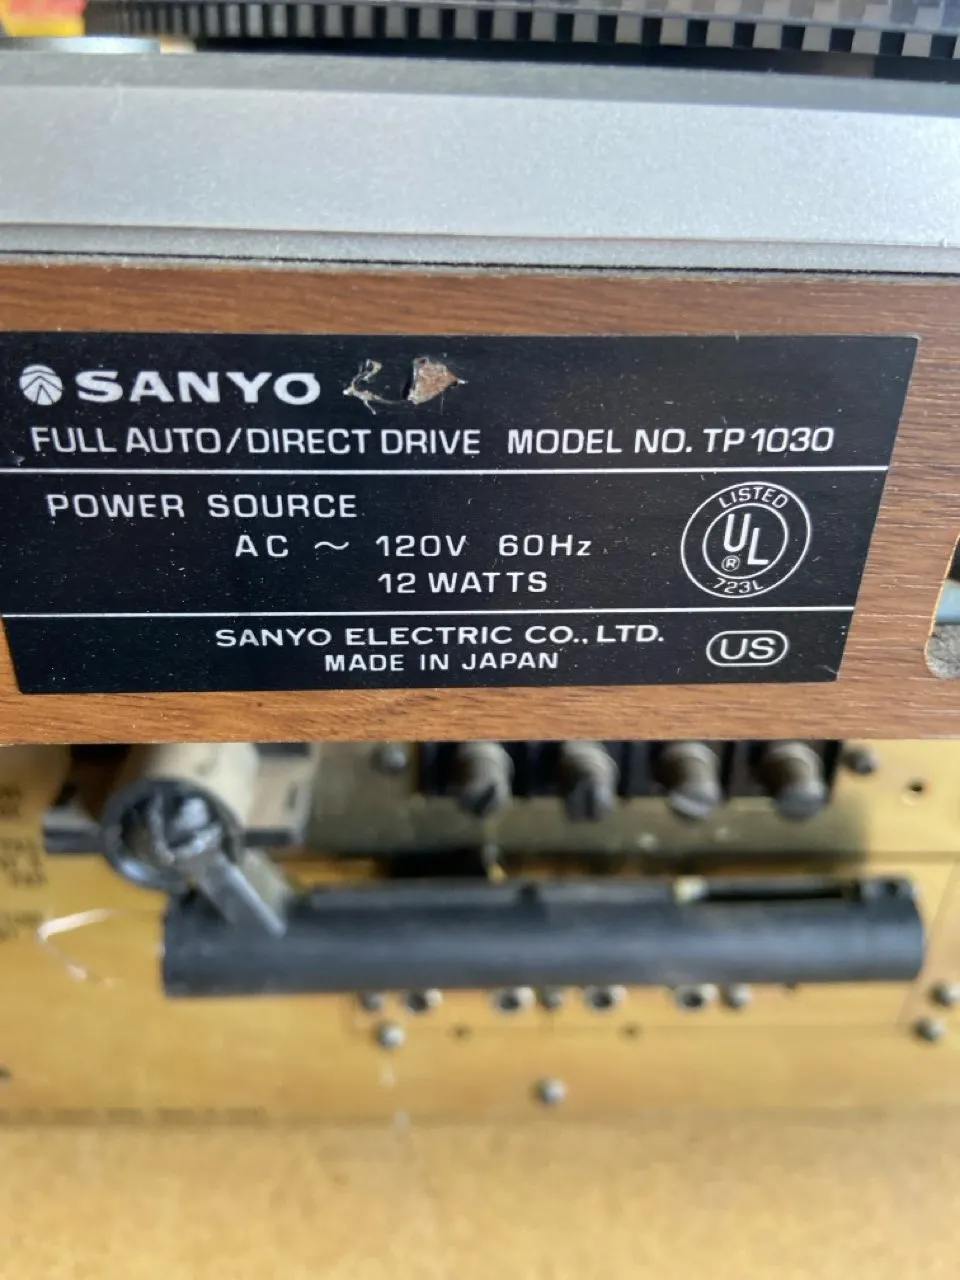 SANYO
FULL AUTO/DIRECT DRIVE MODEL NO. TP1030
POWER SOURCE
AC ~ 120V 60Hz
12 WATTS
LISTED
UL
®
723L
SANYO ELECTRIC CO., LTD.
MADE IN JAPAN
US